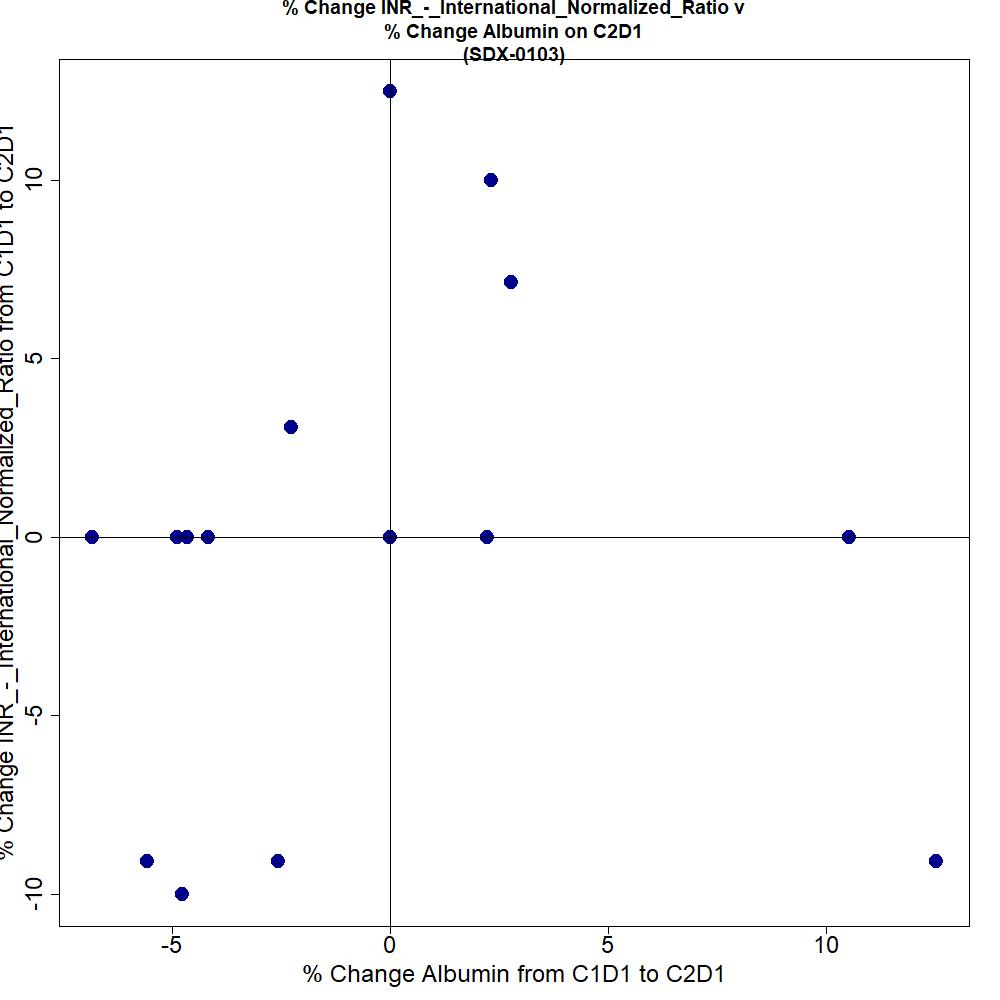 % Change INR_-_International_Normalized_Ratio v
% Change Albumin on C2D1
(SDX-0103)
% Change INR_-_International_Normalized_Ratio from C1D1 to C2D1
10
5
0
-5
-10
-5
0
5
10
% Change Albumin from C1D1 to C2D1